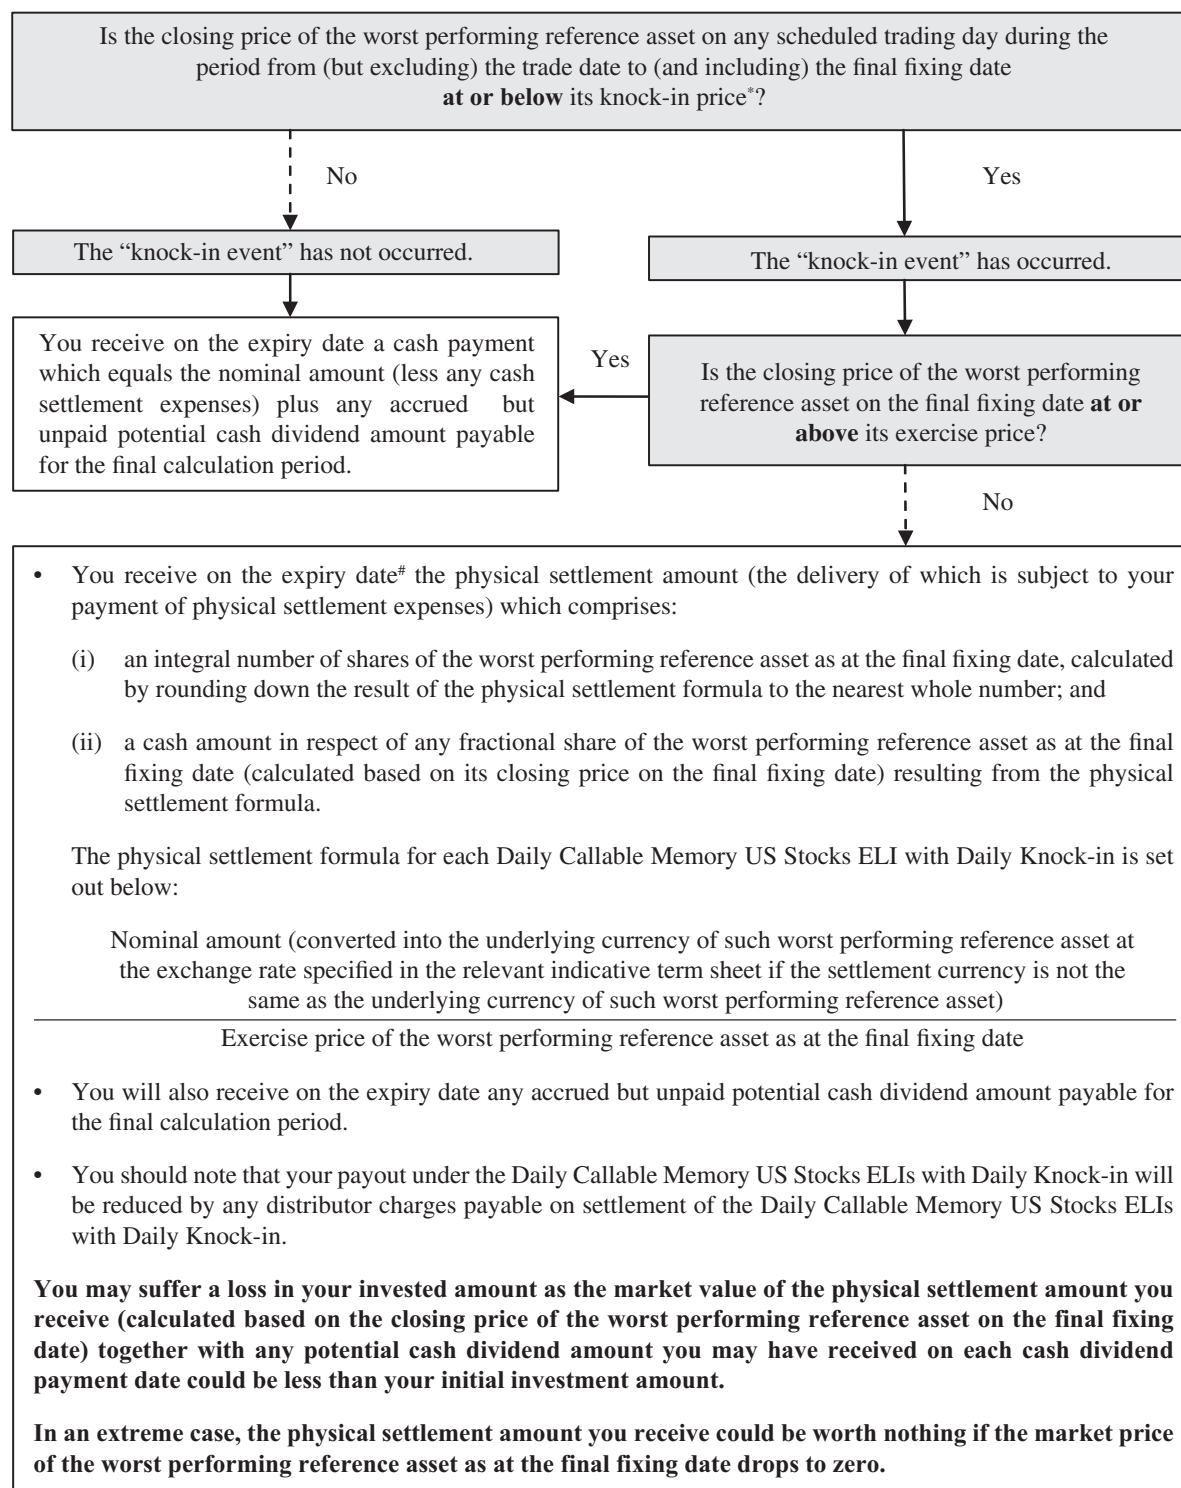 Is the closing price of the worst performing reference asset on any scheduled trading day during the
period from (but excluding) the trade date to (and including) the final fixing date
at or below its knock-in price*?
No
Yes
The “knock-in event” has not occurred.
The “knock-in event” has occurred.
You receive on the expiry date a cash payment
which equals the nominal amount (less any cash
settlement expenses) plus any accrued but
unpaid potential cash dividend amount payable
for the final calculation period.
Yes
Is the closing price of the worst performing
reference asset on the final fixing date at or
above its exercise price?
No
• You receive on the expiry date# the physical settlement amount (the delivery of which is subject to your
payment of physical settlement expenses) which comprises:
(i) an integral number of shares of the worst performing reference asset as at the final fixing date, calculated
by rounding down the result of the physical settlement formula to the nearest whole number; and
(ii) a cash amount in respect of any fractional share of the worst performing reference asset as at the final
fixing date (calculated based on its closing price on the final fixing date) resulting from the physical
settlement formula.
The physical settlement formula for each Daily Callable Memory US Stocks ELI with Daily Knock-in is set
out below:
Nominal amount (converted into the underlying currency of such worst performing reference asset at
the exchange rate specified in the relevant indicative term sheet if the settlement currency is not the
same as the underlying currency of such worst performing reference asset)
Exercise price of the worst performing reference asset as at the final fixing date
• You will also receive on the expiry date any accrued but unpaid potential cash dividend amount payable for
the final calculation period.
• You should note that your payout under the Daily Callable Memory US Stocks ELIs with Daily Knock-in will
be reduced by any distributor charges payable on settlement of the Daily Callable Memory US Stocks ELIs
with Daily Knock-in.
You may suffer a loss in your invested amount as the market value of the physical settlement amount you
receive (calculated based on the closing price of the worst performing reference asset on the final fixing
date) together with any potential cash dividend amount you may have received on each cash dividend
payment date could be less than your initial investment amount.
In an extreme case, the physical settlement amount you receive could be worth nothing if the market price
of the worst performing reference asset as at the final fixing date drops to zero.